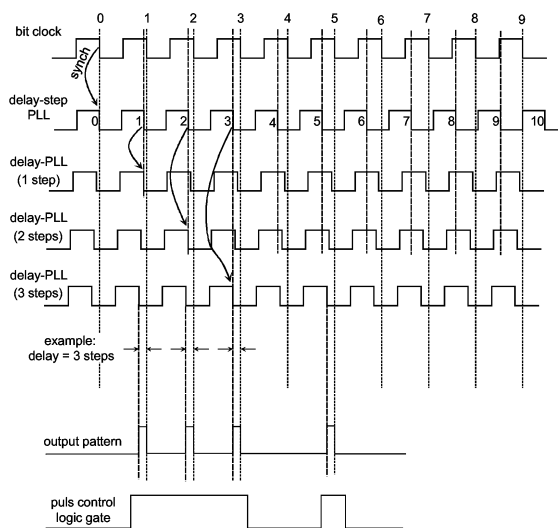 0 1 2 3 4 5 6 7 8 9
bit clock
synch
delay-step
PLL
0 1 2 3 4 5 6 7 8 9 10
delay-PLL
(1 step)
delay-PLL
(2 steps)
delay-PLL
(3 steps)
example:
delay = 3 steps
output pattern
puls control
logic gate